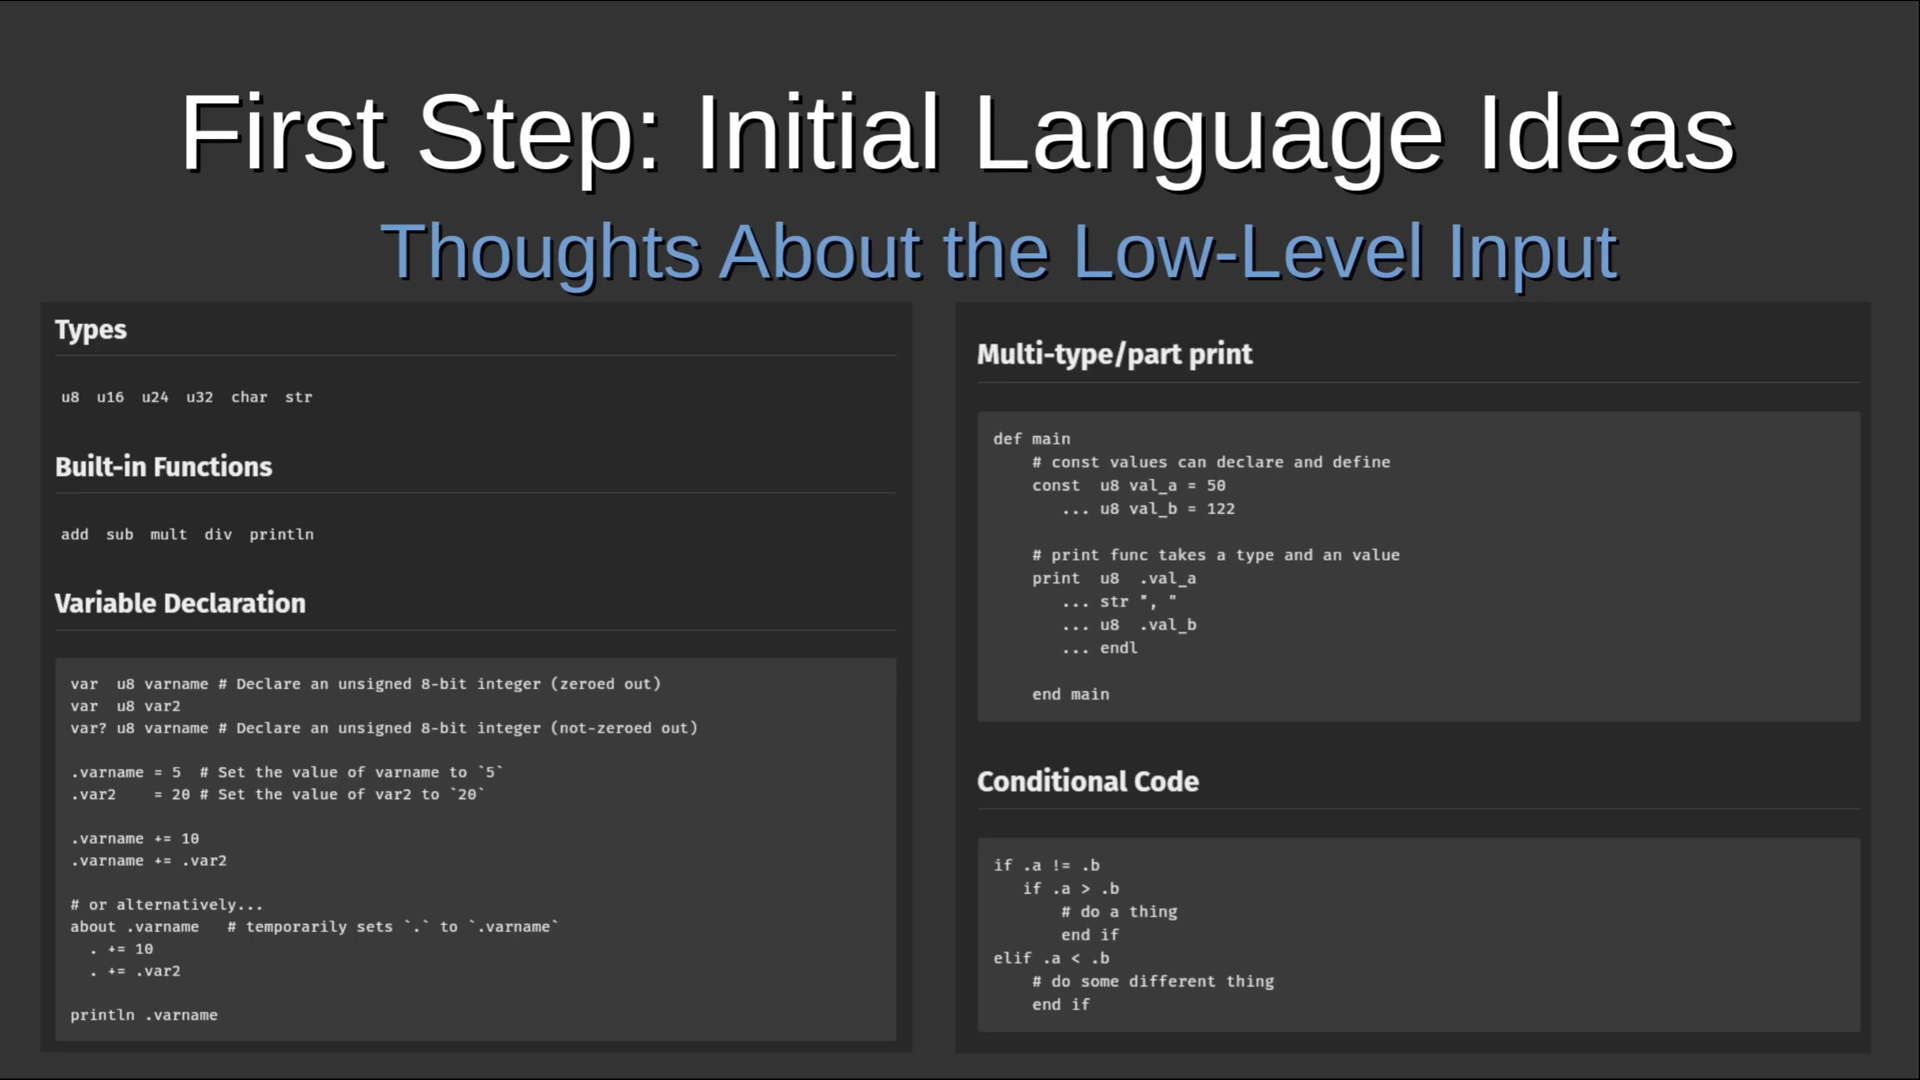 First Step: Initial Language Ideas
Thoughts About the Low-Level Input
Types
u8  u16  u24  u32  char  str
Built-in Functions
add  sub  mult  div  println
Variable Declaration
var  u8 varname # Declare an unsigned 8-bit integer (zeroed out)
var  u8 var2
var? u8 varname # Declare an unsigned 8-bit integer (not-zeroed out)
.varname = 5  # Set the value of varname to `5`
.var2    = 20 # Set the value of var2 to `20`
.varname += 10
.varname += .var2
# or alternatively...
about .varname   # temporarily sets `.` to `.varname`
  . += 10
  . += .var2
println .varname
Multi-type/part print
def main
    # const values can declare and define
    const  u8 val_a = 50
       ... u8 val_b = 122
    # print func takes a type and an value
    print  u8  .val_a
       ... str ", "
       ... u8  .val_b
       ... endl
    end main
Conditional Code
if .a != .b
   if .a > .b
       # do a thing
       end if
elif .a < .b
    # do some different thing
    end if